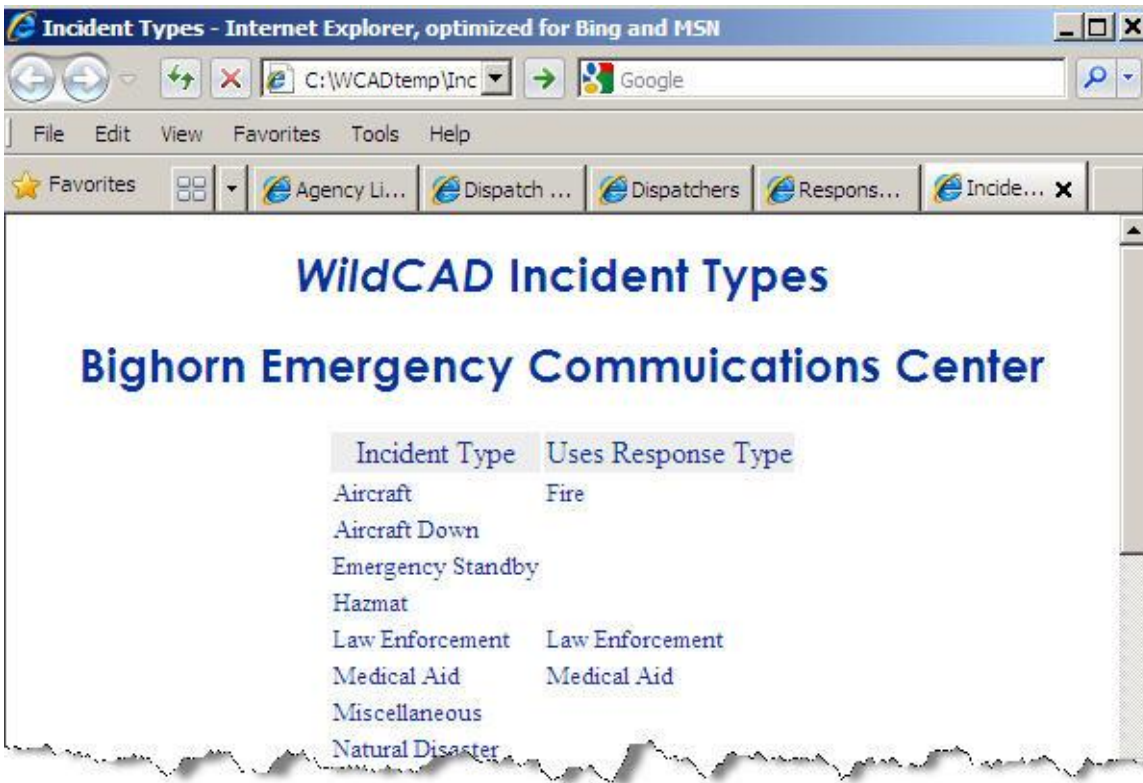 Incident Types - Internet Explorer, optimized for Bing and MSN
C:\WCADtemp\Inc
Google
File Edit View Favorites Tools Help
Favorites
Agency Li...
Dispatch ...
Dispatchers
Respons...
Incide...
WildCAD Incident Types
Bighorn Emergency Commuications Center
Incident Type Uses Response Type
Aircraft Fire
Aircraft Down
Emergency Standby
Hazmat
Law Enforcement Law Enforcement
Medical Aid Medical Aid
Miscellaneous
Natural Disaster